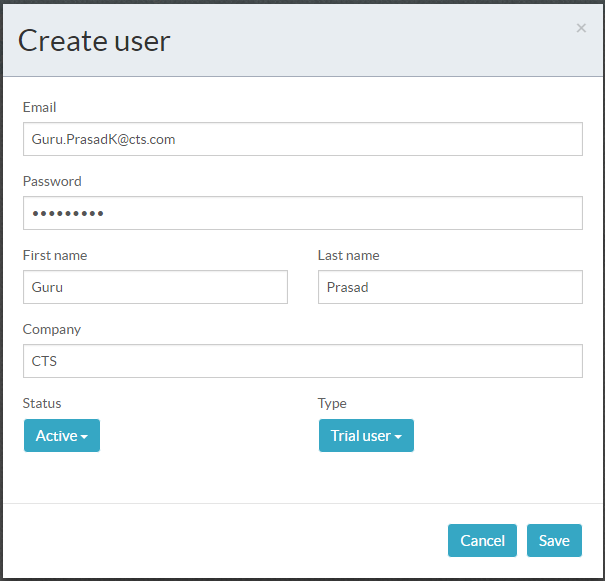 Create user
×
Email
Guru.PrasadK@cts.com
Password
•••••••••
First name Last name
Guru Prasad
Company
CTS
Status Type
Active Trial user
Cancel Save